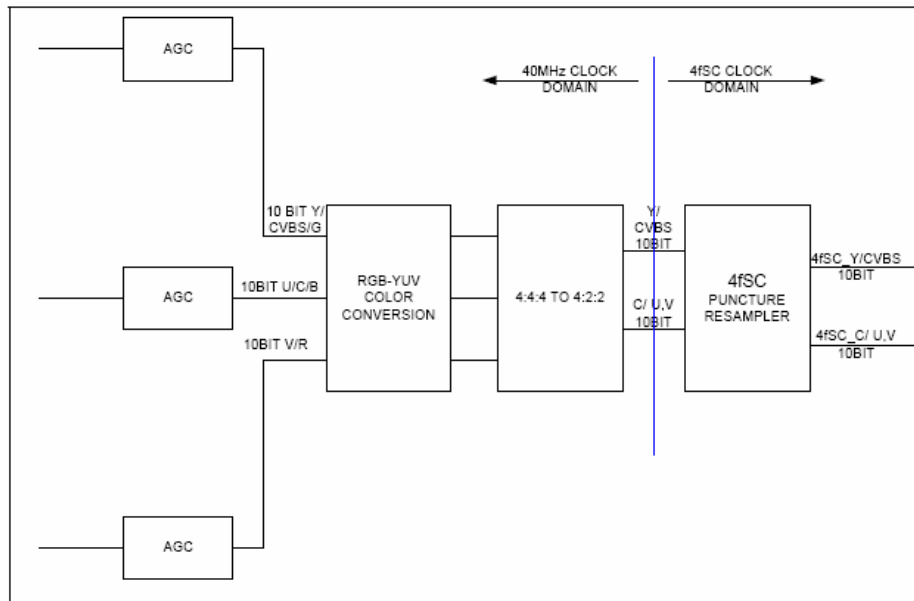 AGC
40MHz CLOCK
DOMAIN
4fSC CLOCK
DOMAIN
10 BIT Y/
CVBS/G
Y/
CVBS
10BIT
4fSC_Y/CVBS
10BIT
AGC
10BIT U/C/B
RGB-YUV
COLOR
CONVERSION
4:4:4 TO 4:2:2
4fSC
PUNCTURE
RESAMPLER
C/ U,V
10BIT
4fSC_C/ U,V
10BIT
10BIT V/R
AGC